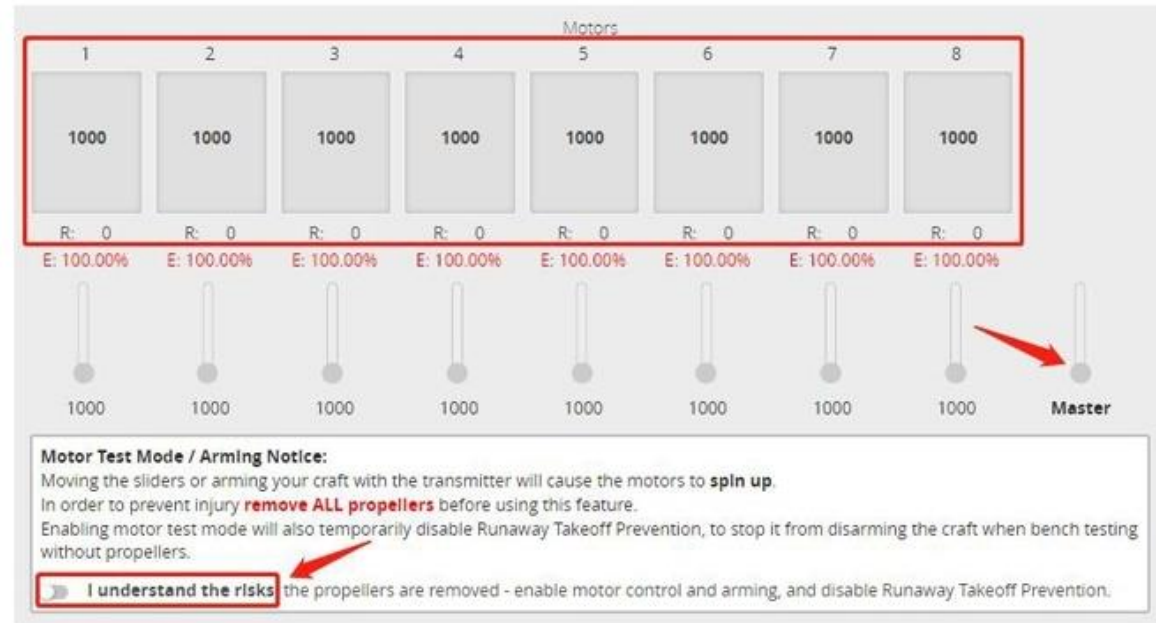 Motors
1 2 3 4 5 6 7 8
1000 1000 1000 1000 1000 1000 1000 1000
R: 0 R: 0 R: 0 R: 0 R: 0 R: 0 R: 0 R: 0
E: 100.00% E: 100.00% E: 100.00% E: 100.00% E: 100.00% E: 100.00% E: 100.00% E: 100.00%
1000 1000 1000 1000 1000 1000 1000 1000 Master
Motor Test Mode / Arming Notice:
Moving the sliders or arming your craft with the transmitter will cause the motors to spin up.
In order to prevent injury remove ALL propellers before using this feature.
Enabling motor test mode will also temporarily disable Runaway Takeoff Prevention, to stop it from disarming the craft when bench testing
without propellers.
I understand the risks, the propellers are removed - enable motor control and arming, and disable Runaway Takeoff Prevention.